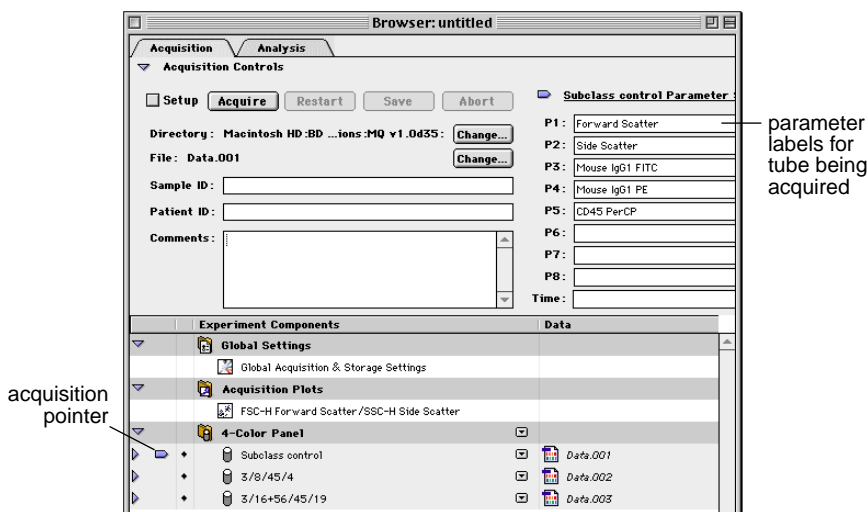 Browser: untitled
Acquisition Analysis
Acquisition Controls
Setup Acquire Restart Save Abort
Subclass control Parameter
Directory: Macintosh HD:BD ...ions:MQ v1.0d35: Change...
File: Data.001 Change...
Sample ID:
Patient ID:
Comments:
P1: Forward Scatter
P2: Side Scatter
P3: Mouse IgG1 FITC
P4: Mouse IgG1 PE
P5: CD45 PerCP
P6:
P7:
P8:
Time:
parameter
labels for
tube being
acquired
Experiment Components Data
Global Settings
Global Acquisition & Storage Settings
Acquisition Plots
FSC-H Forward Scatter/SSC-H Side Scatter
4-Color Panel
acquisition
pointer
Subclass control Data.001
3/8/45/4 Data.002
3/16+56/45/19 Data.003